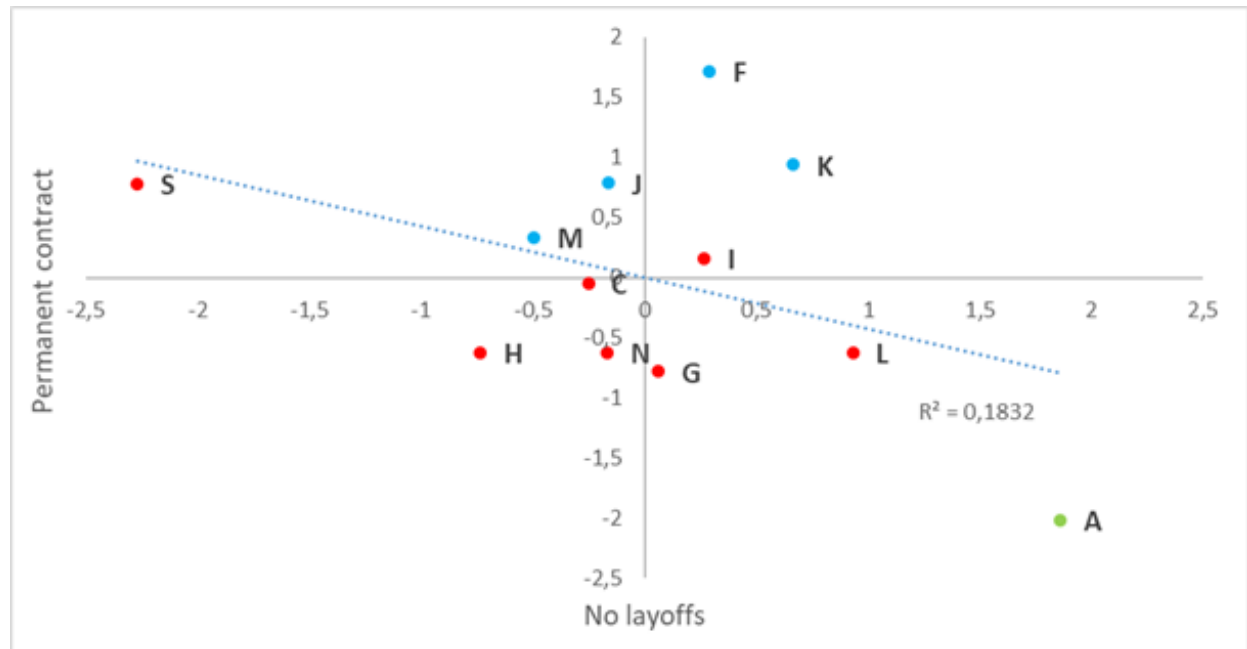 2
F
1,5
1
K
S
J
0,5
M
I
0
C
-2,5
-2
-1,5
-1
-0,5
0
0,5
1
1,5
2
2,5
-0,5
H
N
L
G
-1
R² = 0,1832
-1,5
-2
A
-2,5
No layoffs
Permanent contract